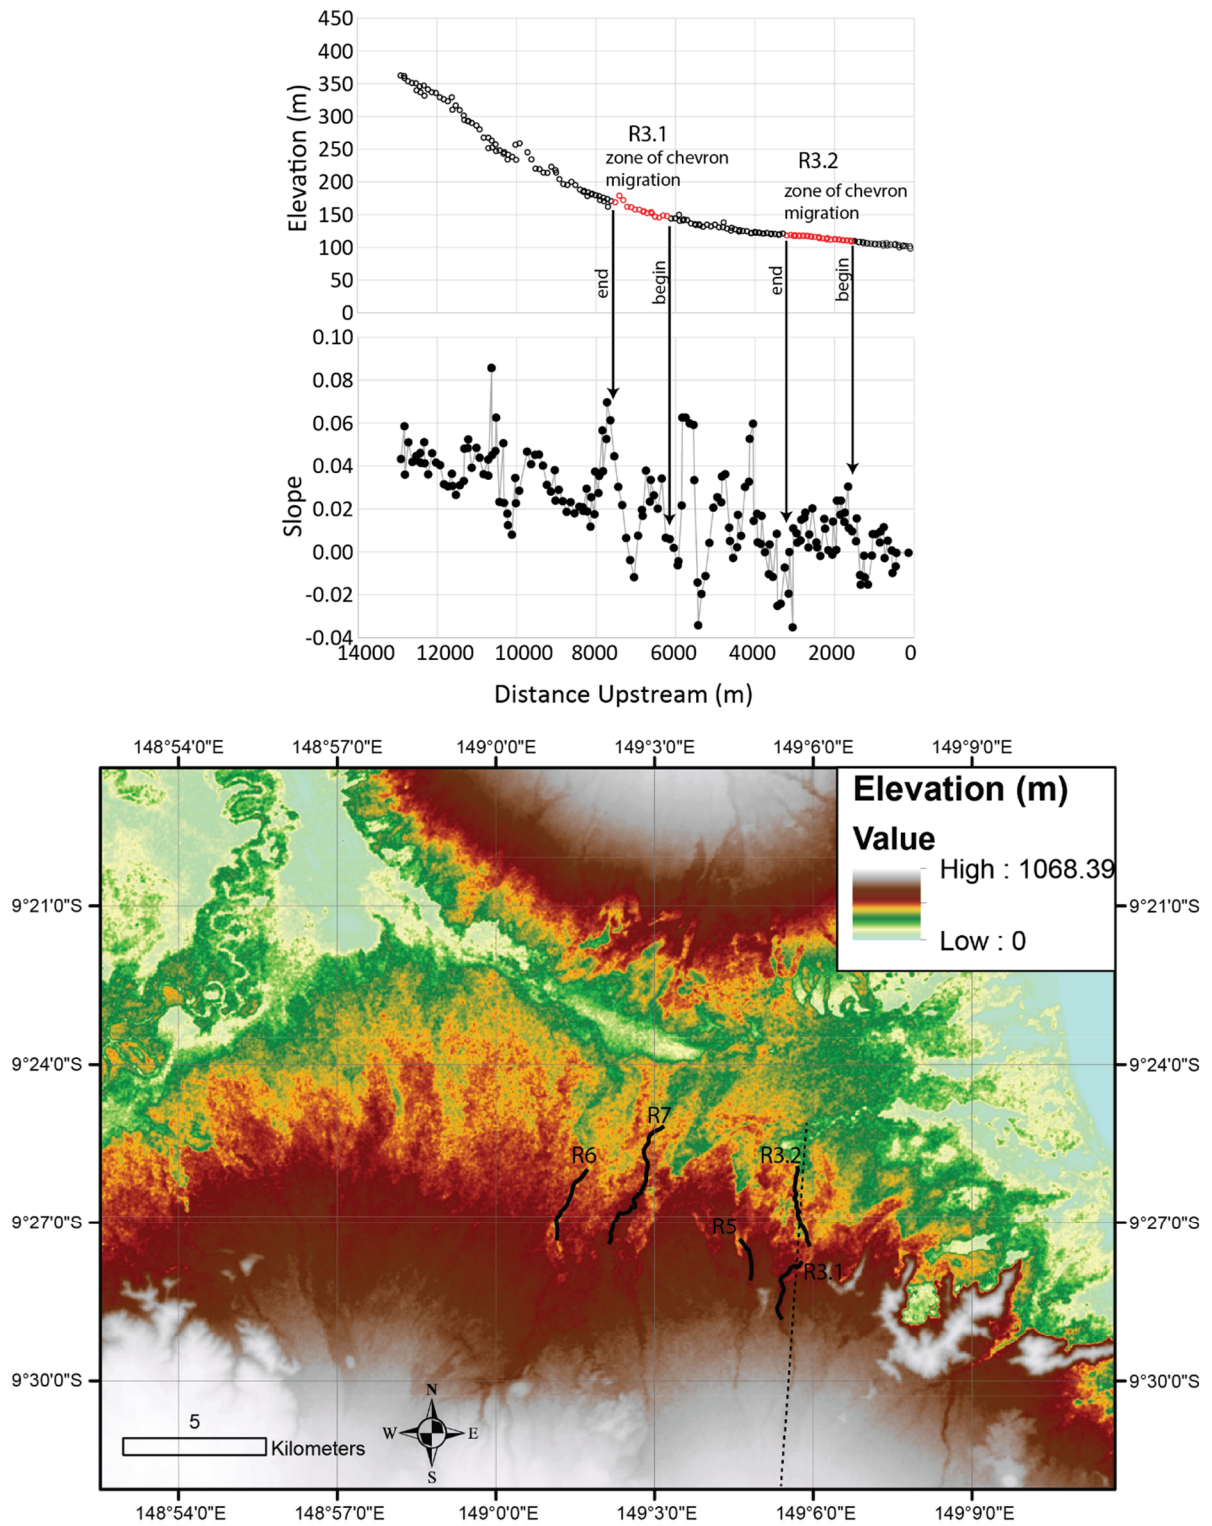 450
400
350
300
250
200
150
100
50
0
Elevation (m)
R3.1
zone of chevron
migration
R3.2
zone of chevron
migration
end
begin
end
begin
0.10
0.08
0.06
0.04
0.02
0.00
-0.02
-0.04
Slope
14000 12000 10000 8000 6000 4000 2000 0
Distance Upstream (m)
148°54'0"E 148°57'0"E 149°0'0"E 149°3'0"E 149°6'0"E 149°9'0"E
Elevation (m)
Value
High : 1068.39
Low : 0
9°21'0"S 9°21'0"S
9°24'0"S 9°24'0"S
R7
R6
R3.2
9°27'0"S 9°27'0"S
R5
R3.1
9°30'0"S 9°30'0"S
N
W E
S
5
Kilometers
148°54'0"E 148°57'0"E 149°0'0"E 149°3'0"E 149°6'0"E 149°9'0"E